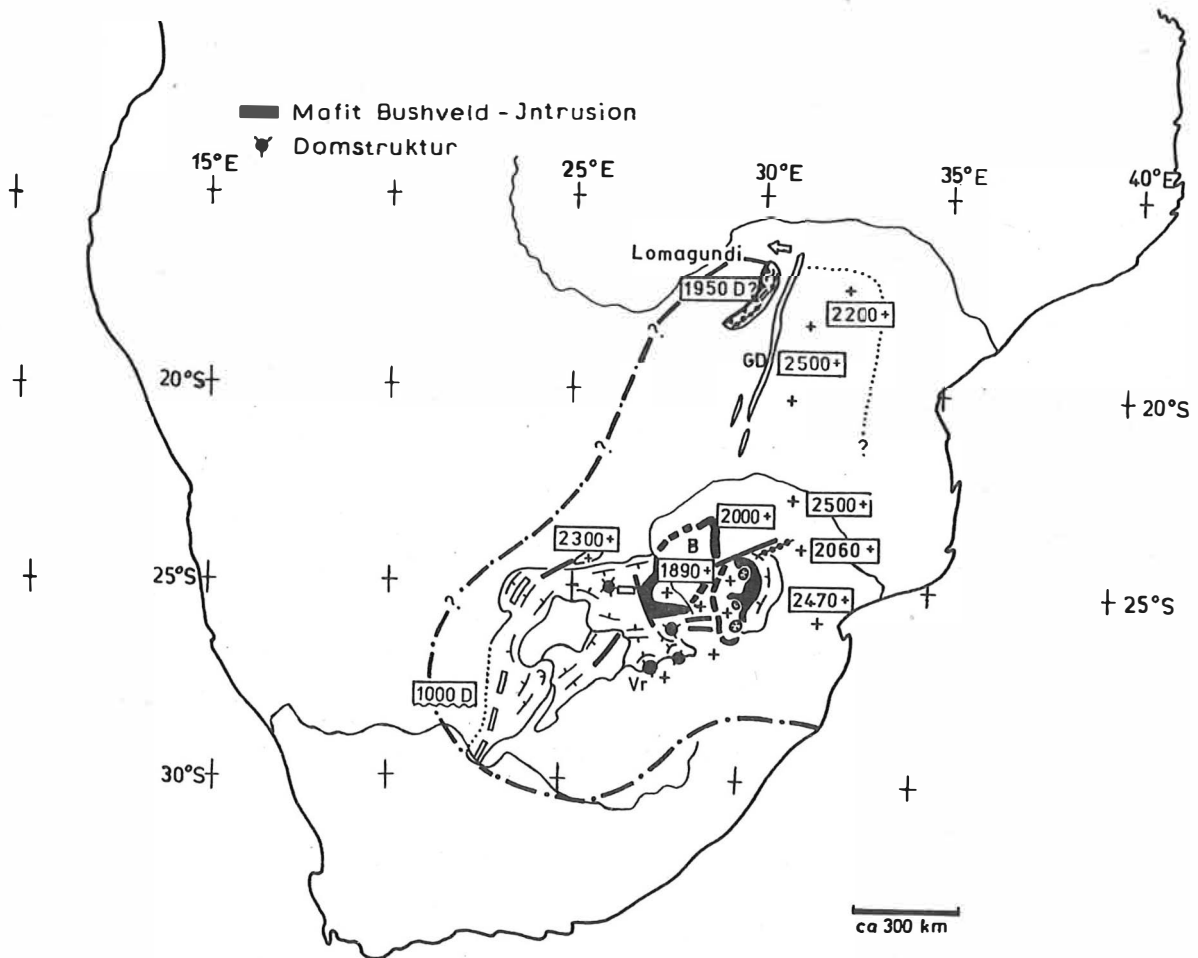 Mafit Bushveld - Jntrusion
Domstruktur
15°E
25°E
30°E
35°E
40°E
Lomagundi
1950 D?
2200+
?
GD
2500+
20°S
20°S
?
?
2500+
2000+
2300+
B
2060+
1890+
25°S
?
2470+
25°S
?
Vr
1000 D
30°S
ca 300 km